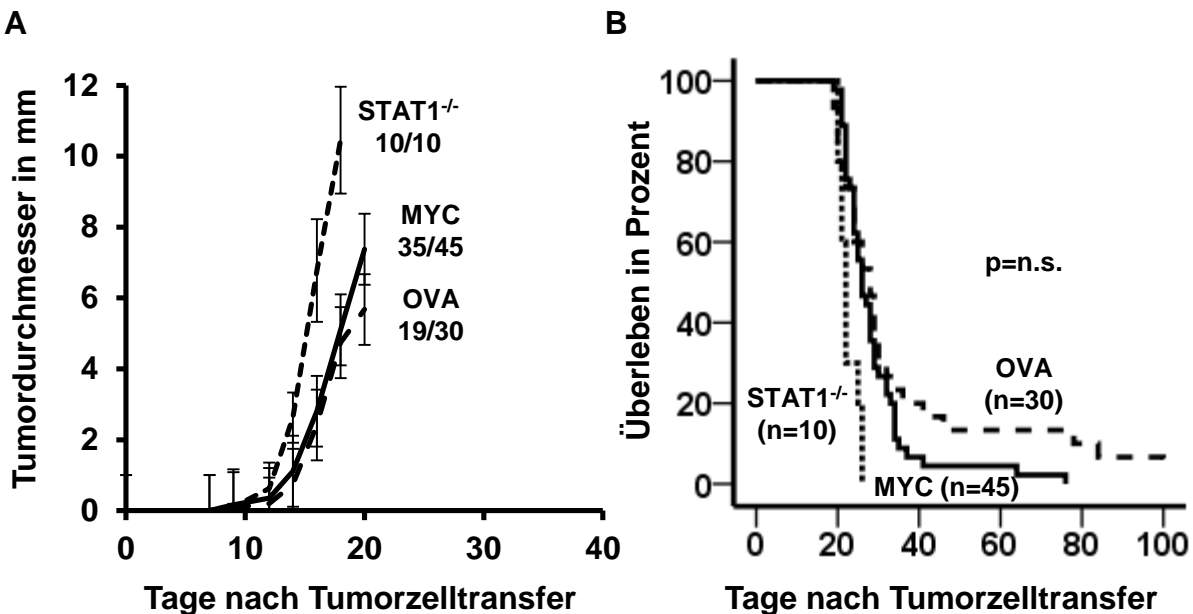 A
B
Tumordurchmesser in mm
12
10
8
6
4
2
0
0
10
20
30
40
Tage nach Tumorzelltransfer
STAT1-/-
10/10
MYC
35/45
OVA
19/30
Überleben in Prozent
100
80
60
40
20
0
0
20
40
60
80
100
Tage nach Tumorzelltransfer
p=n.s.
OVA
(n=30)
STAT1-/-
(n=10)
MYC (n=45)